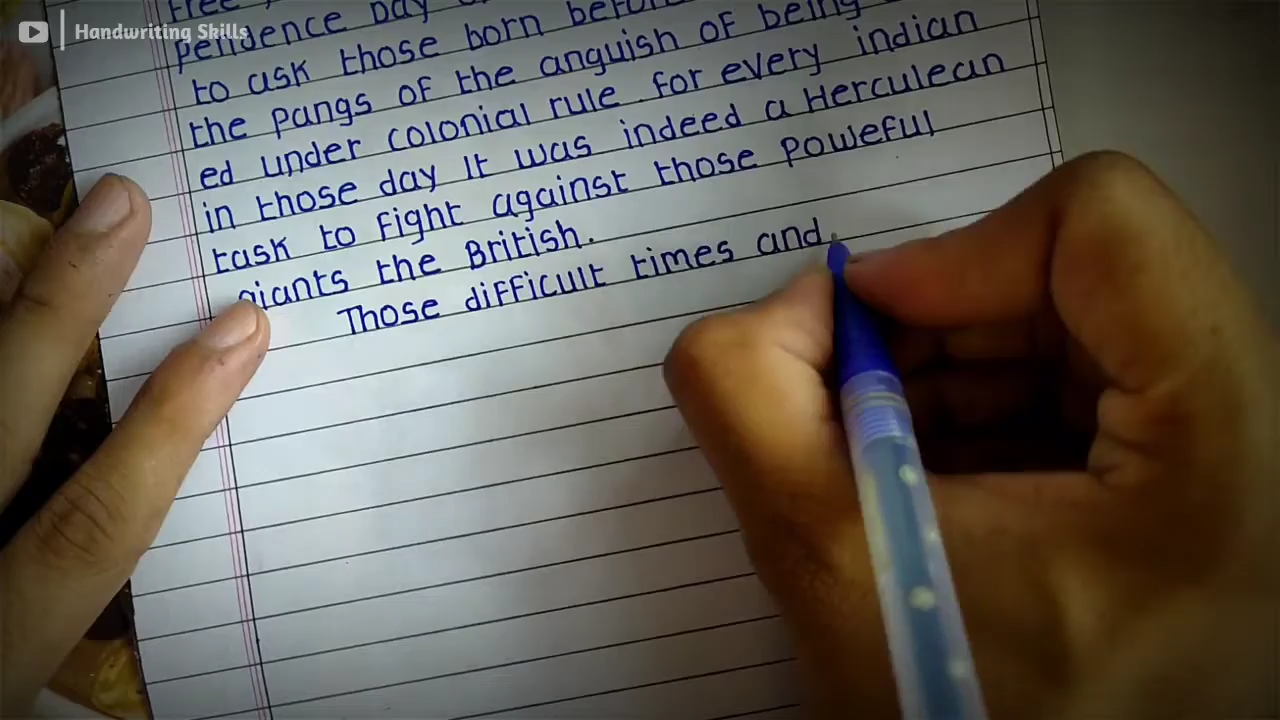 Handwriting Skills
Free
pendence Day
to ask those born before
the pangs of the anguish of being
ed under colonial rule for every indian
in those day It was indeed a Herculean
task to fight against those poweful
giants the British.
Those difficult times and